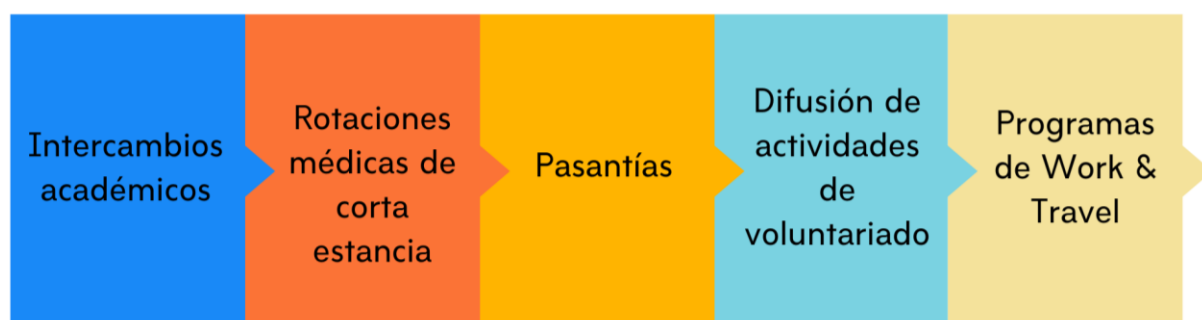 Intercambios
académicos
Rotaciones
médicas de
corta
estancia
Pasantías
Difusión de
actividades
de
voluntariado
Programas
de Work &
Travel